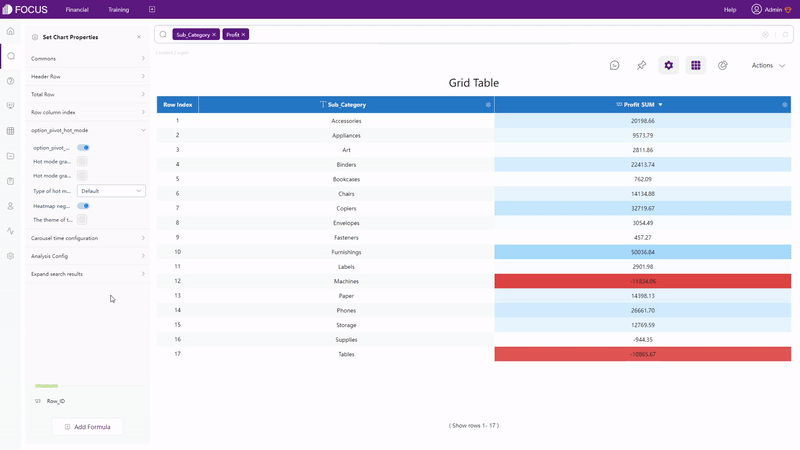 FOCUS
Financial
Training
Help
Admin
Set Chart Properties ×
Commons
Header Row
Total Row
Row column index
option_pivot_hot_mode
option_pivot_...
Hot mode gra...
Hot mode gra...
Type of hot m... Default
Heatmap neg...
The theme of t...
Carousel time configuration
Analysis Config
Expand search results
Row_ID
Add Formula
Sub_Category ×
Profit ×
Actions
Grid Table
Row Index Sub_Category Profit SUM
1 Accessories 20198.66
2 Appliances 9573.79
3 Art 2811.86
4 Binders 22413.74
5 Bookcases 762.09
6 Chairs 14134.88
7 Copiers 32719.67
8 Envelopes 3054.49
9 Fasteners 457.27
10 Furnishings 50036.84
11 Labels 2901.98
12 Machines
13 Paper 14398.13
14 Phones 26661.70
15 Storage 12769.59
16 Supplies -944.35
17 Tables -10865.67
( Show rows 1- 17 )